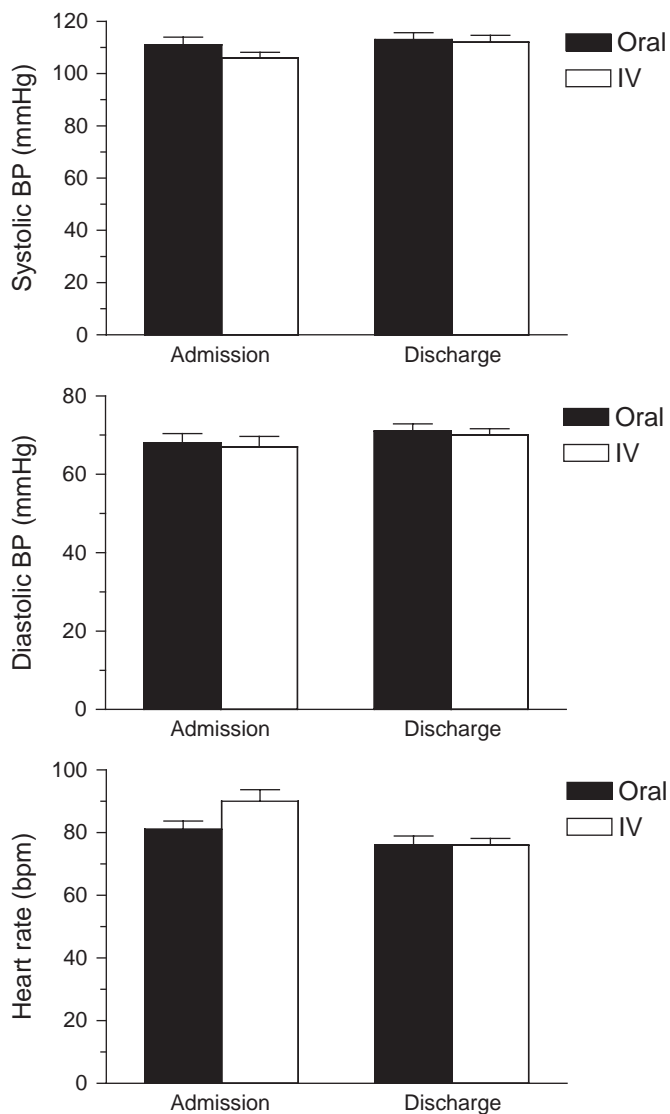 Systolic BP (mmHg)
120
100
80
60
40
20
0
Admission
Discharge
Oral
IV
Diastolic BP (mmHg)
80
60
40
20
0
Admission
Discharge
Oral
IV
Heart rate (bpm)
100
80
60
40
20
0
Admission
Discharge
Oral
IV